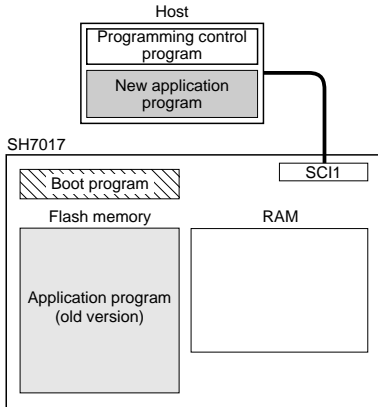 Host
Programming control
program
New application
program
SH7017
SCI1
Boot program
Flash memory
RAM
Application program
(old version)